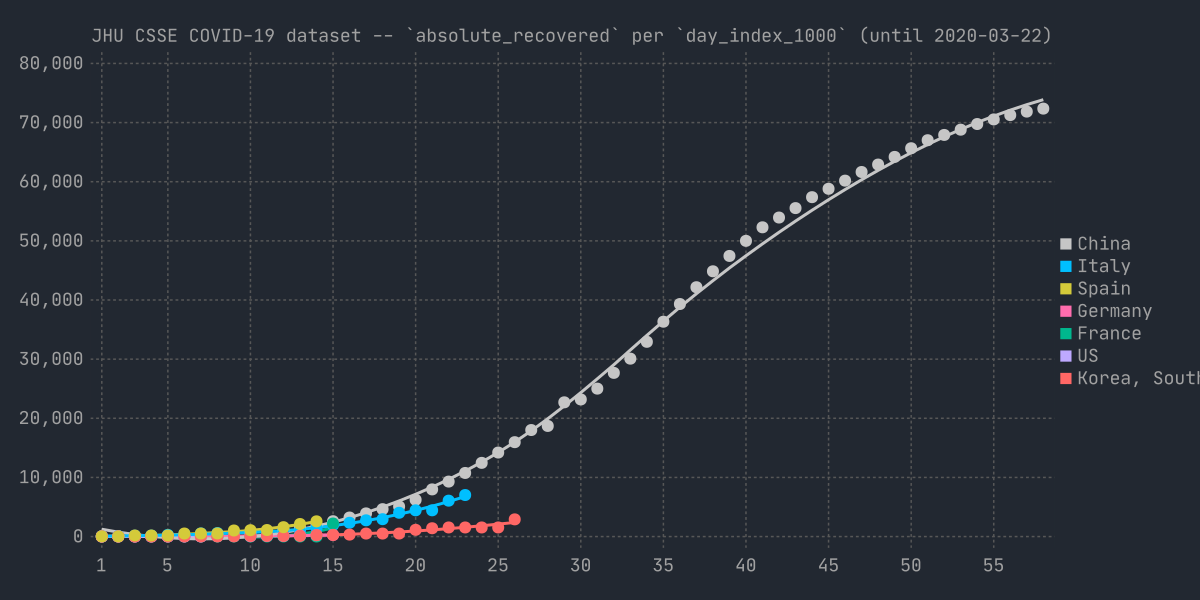 JHU CSSE COVID-19 dataset -- `absolute_recovered` per `day_index_1000` (until 2020-03-22)
80,000
70,000
60,000
50,000
40,000
30,000
20,000
10,000
0
1 5 10 15 20 25 30 35 40 45 50 55
China
Italy
Spain
Germany
France
US
Korea, South